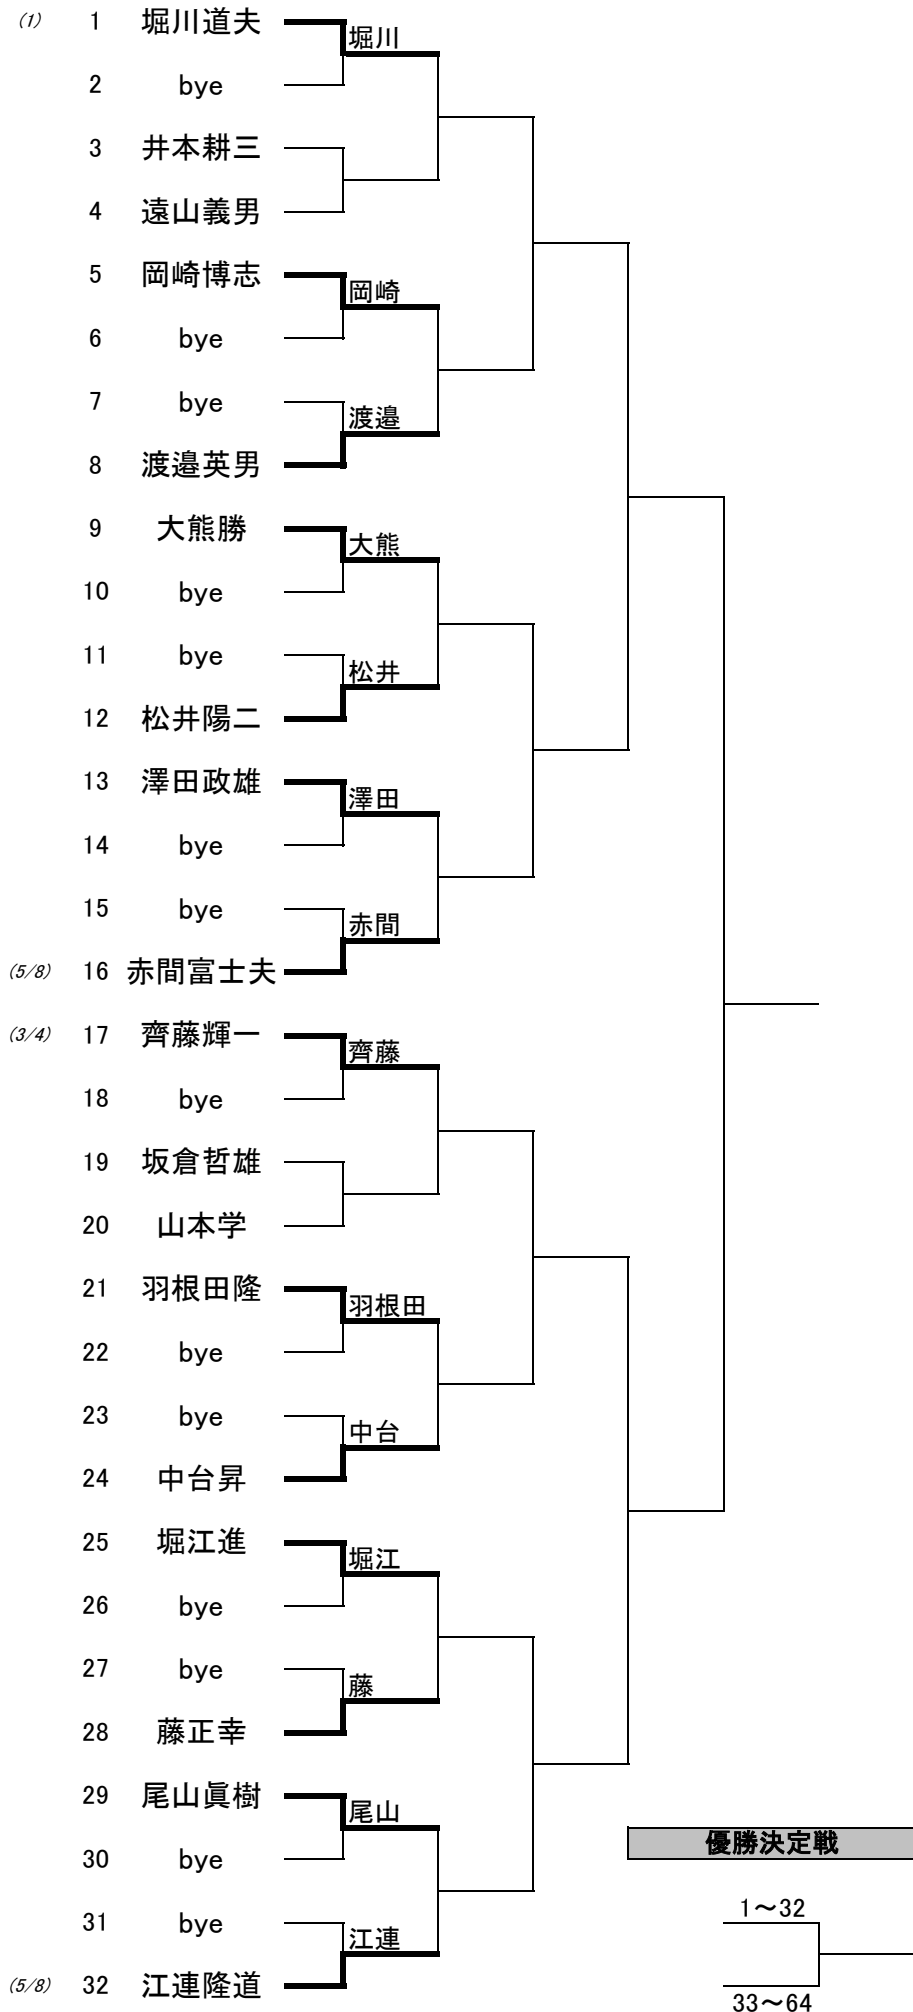 (1) 1 堀川道夫
堀川
2 bye
3 井本耕三
4 遠山義男
5 岡崎博志
岡崎
6 bye
7 bye
渡邉
8 渡邉英男
9 大熊勝
大熊
10 bye
11 bye
松井
12 松井陽二
13 澤田政雄
澤田
14 bye
15 bye
赤間
(5/8) 16 赤間富士夫
(3/4) 17 齊藤輝一
齊藤
18 bye
19 坂倉哲雄
20 山本学
21 羽根田隆
羽根田
22 bye
23 bye
中台
24 中台昇
25 堀江進
堀江
26 bye
27 bye
藤
28 藤正幸
29 尾山眞樹
尾山
優勝決定戦
30 bye
1～32
31 bye
江連
(5/8) 32 江連隆道
33～64